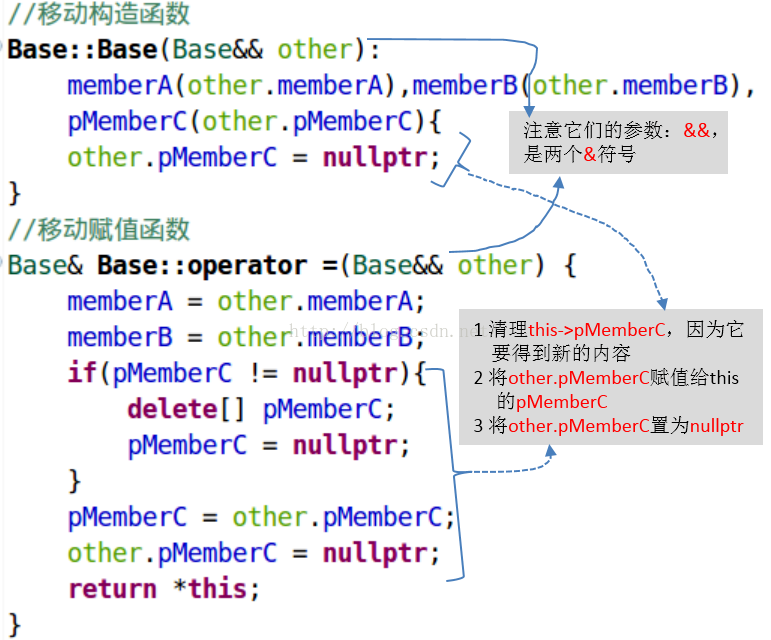 //移动构造函数
Base::Base(Base&& other):
memberA(other.memberA),memberB(other.memberB),
pMemberC(other.pMemberC){
other.pMemberC = nullptr;
}
注意它们的参数：&&，
是两个&符号
//移动赋值函数
Base& Base::operator =(Base&& other) {
memberA = other.memberA;
memberB = other.memberB;
if(pMemberC != nullptr){
delete[] pMemberC;
pMemberC = nullptr;
}
pMemberC = other.pMemberC;
other.pMemberC = nullptr;
return *this;
}
1 清理this->pMemberC，因为它
要得到新的内容
2 将other.pMemberC赋值给this
的pMemberC
3 将other.pMemberC置为nullptr